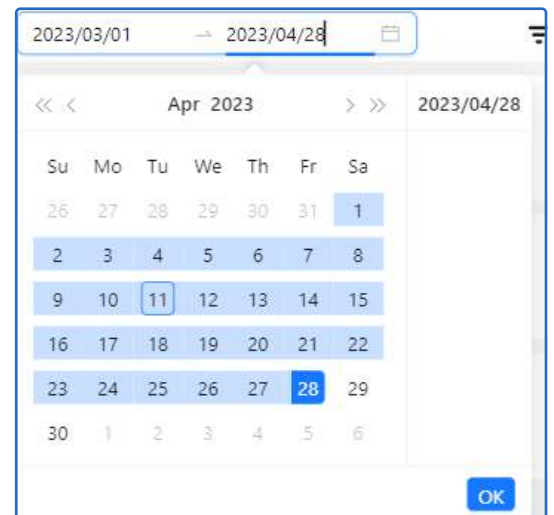 2023/03/01 → 2023/04/28
Apr 2023 2023/04/28
Su Mo Tu We Th Fr Sa
26 27 28 29 30 31 1
2 3 4 5 6 7 8
9 10 11 12 13 14 15
16 17 18 19 20 21 22
23 24 25 26 27 28 29
30 1 2 3 4 5 6
OK